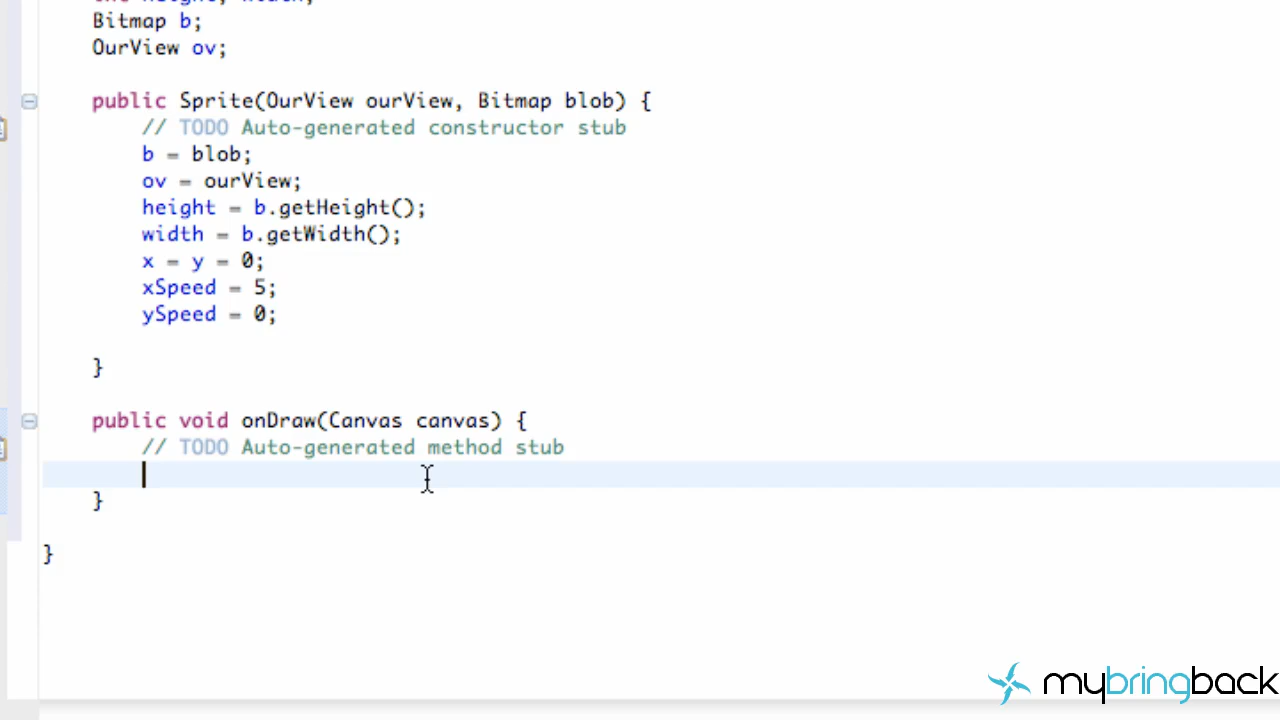 Bitmap b;
OurView ov;
public Sprite(OurView ourView, Bitmap blob) {
// TODO Auto-generated constructor stub
b = blob;
ov = ourView;
height = b.getHeight();
width = b.getWidth();
x = y = 0;
xSpeed = 5;
ySpeed = 0;
}
public void onDraw(Canvas canvas) {
// TODO Auto-generated method stub
}
}
mybringback